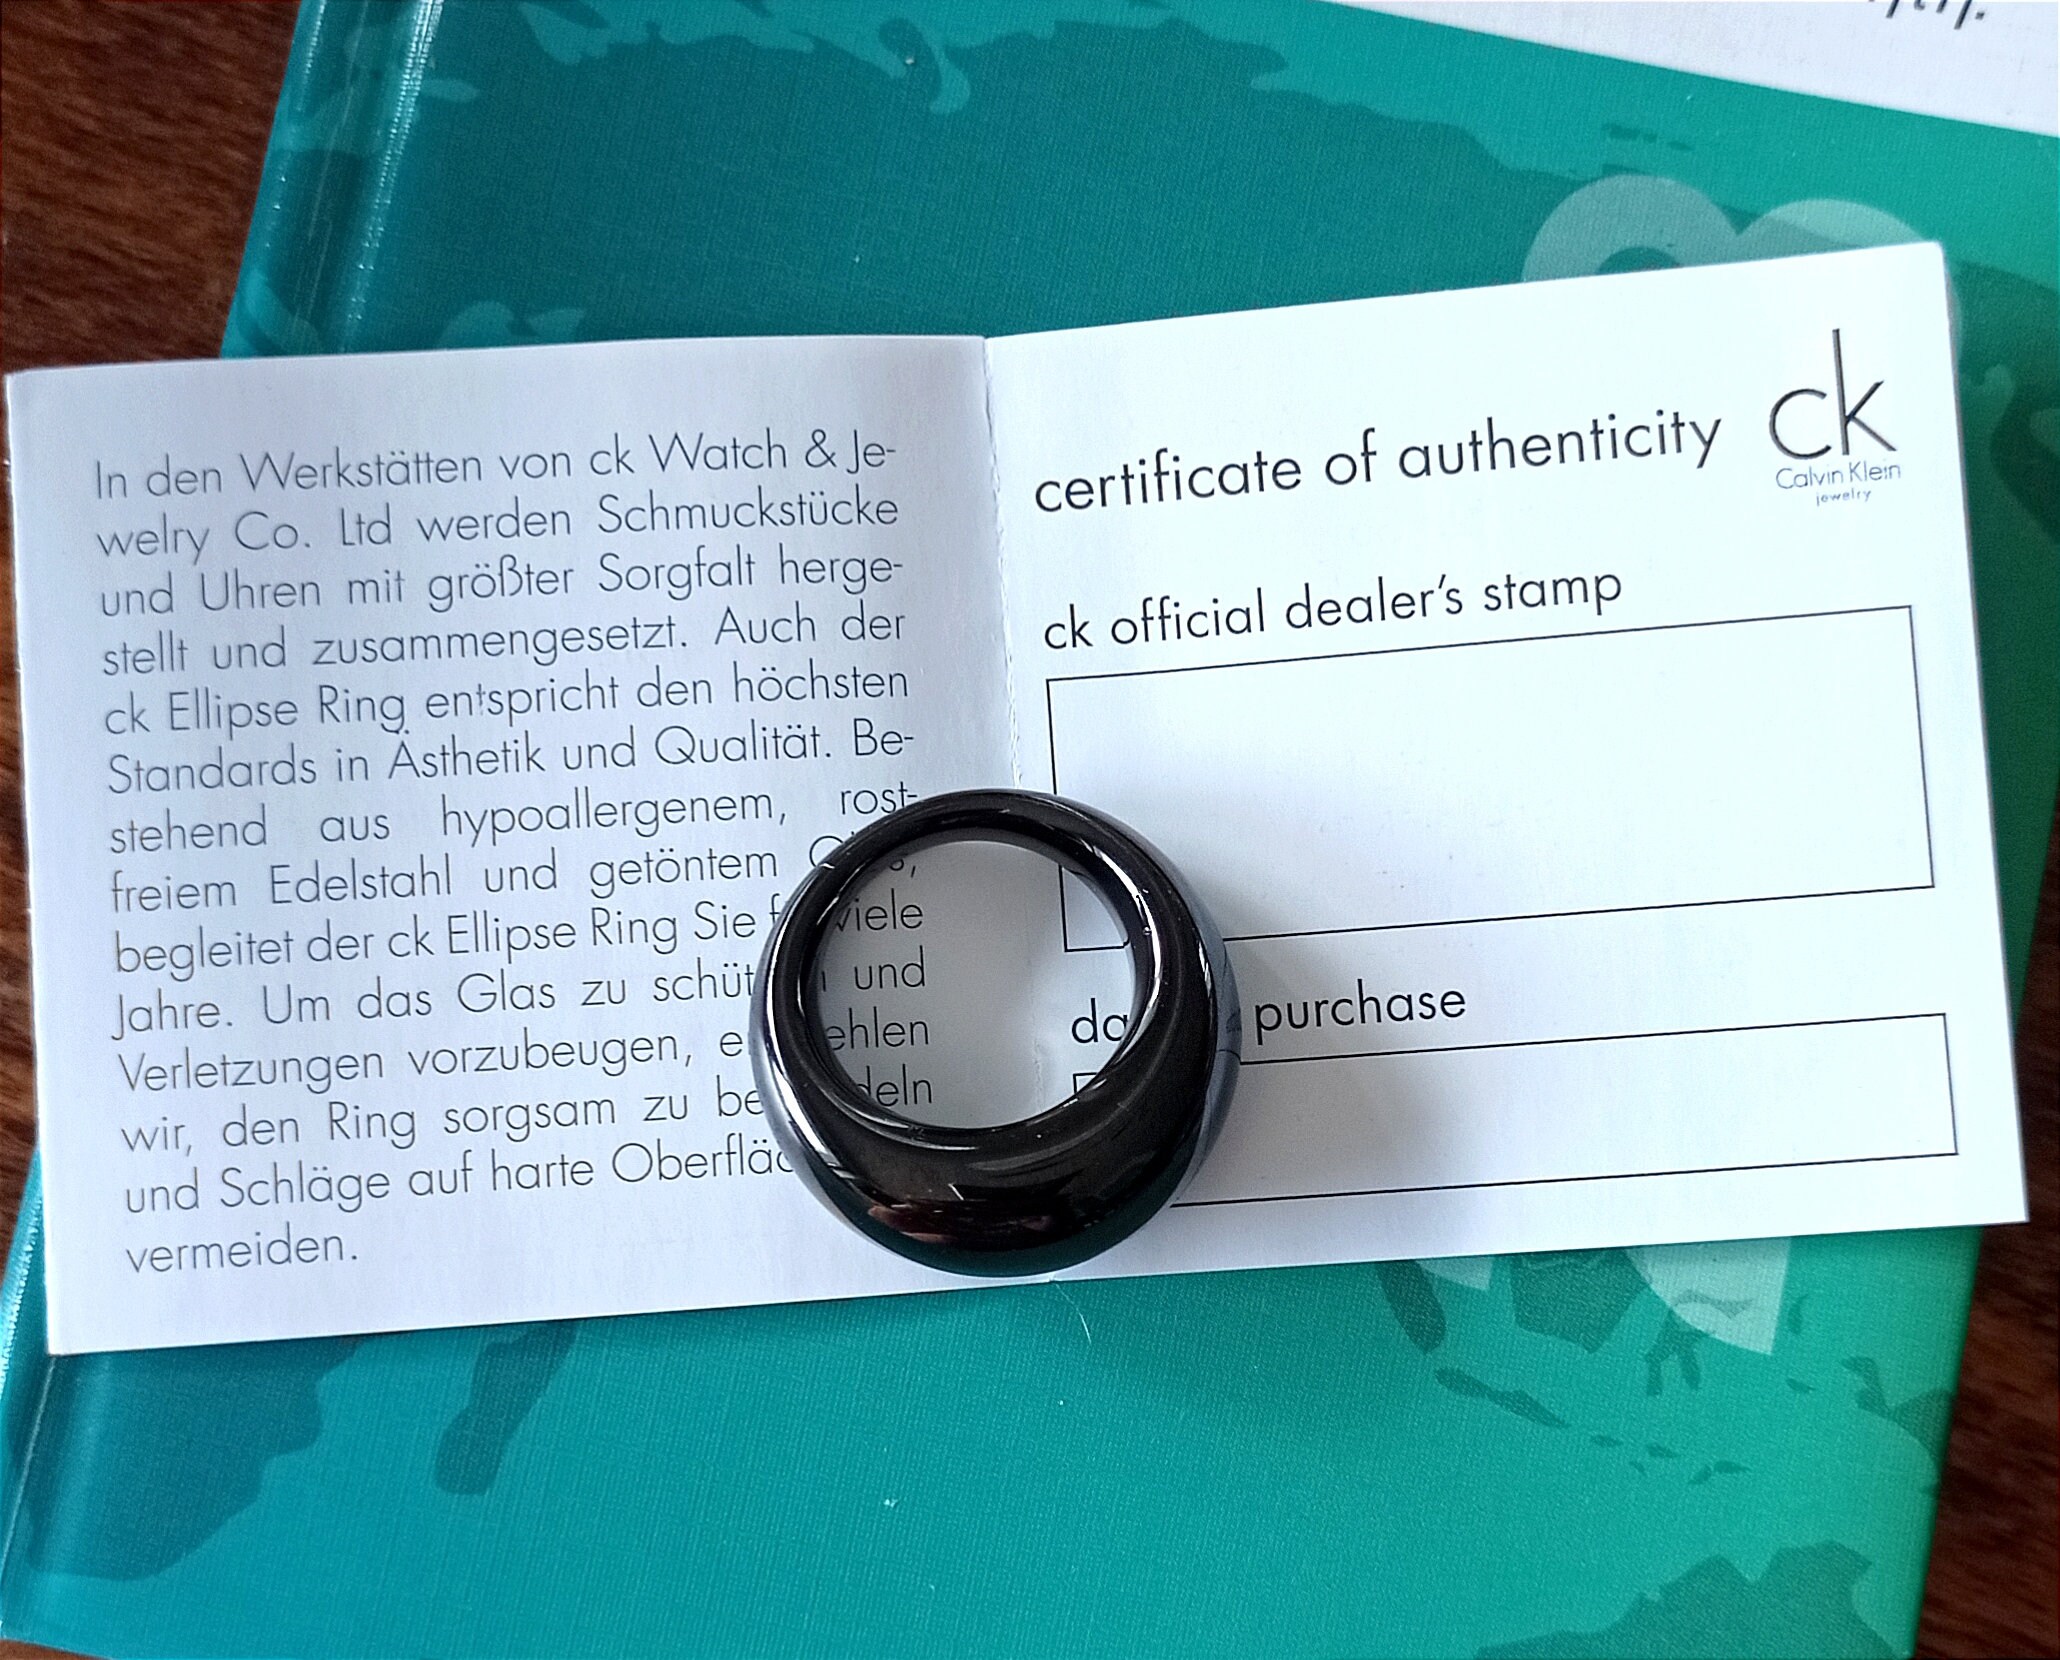 In den Werkstätten von ck Watch & Je-
welry Co. Ltd werden Schmuckstücke
und Uhren mit größter Sorgfalt herge-
stellt und zusammengesetzt. Auch der
ck Ellipse Ring entspricht den höchsten
Standards in Ästhetik und Qualität. Be-
stehend aus hypoallergenem, rost-
freiem Edelstahl und getöntem
begleitet der ck Ellipse Ring Sie viele
Jahre. Um das Glas zu und
Verletzungen vorzubeugen,
wir, den Ring sorgsam zu
und Schläge auf harte
vermeiden.
certificate of authenticity
ck
Calvin Klein
jewelry
ck official dealer's stamp
purchase